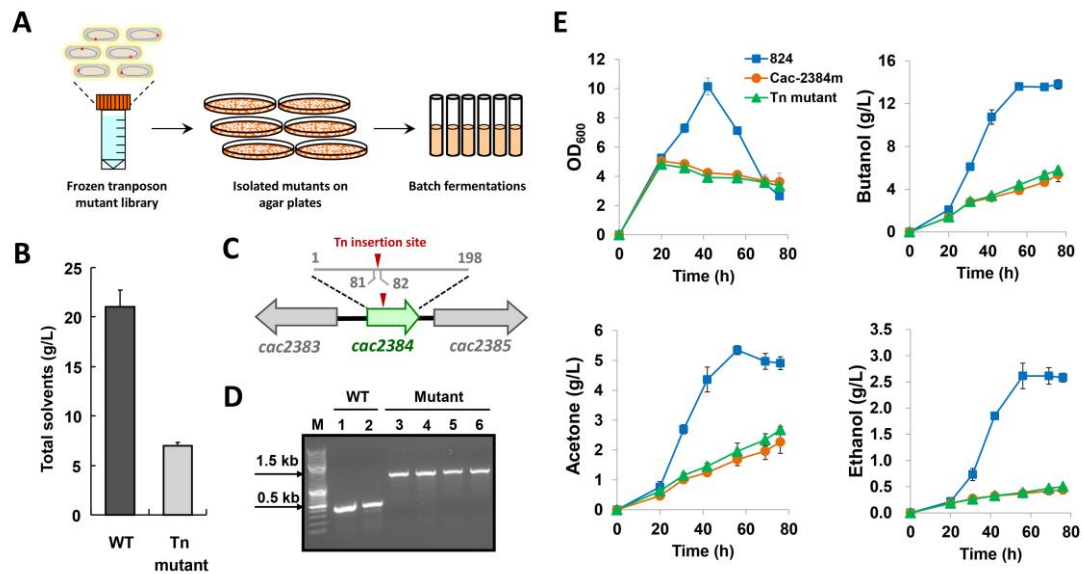 A
Frozen tranposon
mutant library
Isolated mutants on
agar plates
Batch fermentations
B
Total solvents (g/L)
25
20
15
10
5
0
WT
Tn
mutant
C
Tn insertion site
1
198
81
82
cac2383
cac2384
cac2385
D
WT
Mutant
M
1
2
3
4
5
6
1.5 kb
0.5 kb
E
OD600
12
10
8
6
4
2
0
0
20
40
60
80
Time (h)
824
Cac-2384m
Tn mutant
Butanol (g/L)
16
12
8
4
0
0
20
40
60
80
Time (h)
Acetone (g/L)
6
5
4
3
2
1
0
0
20
40
60
80
Time (h)
Ethanol (g/L)
3.5
3.0
2.5
2.0
1.5
1.0
0.5
0.0
0
20
40
60
80
Time (h)